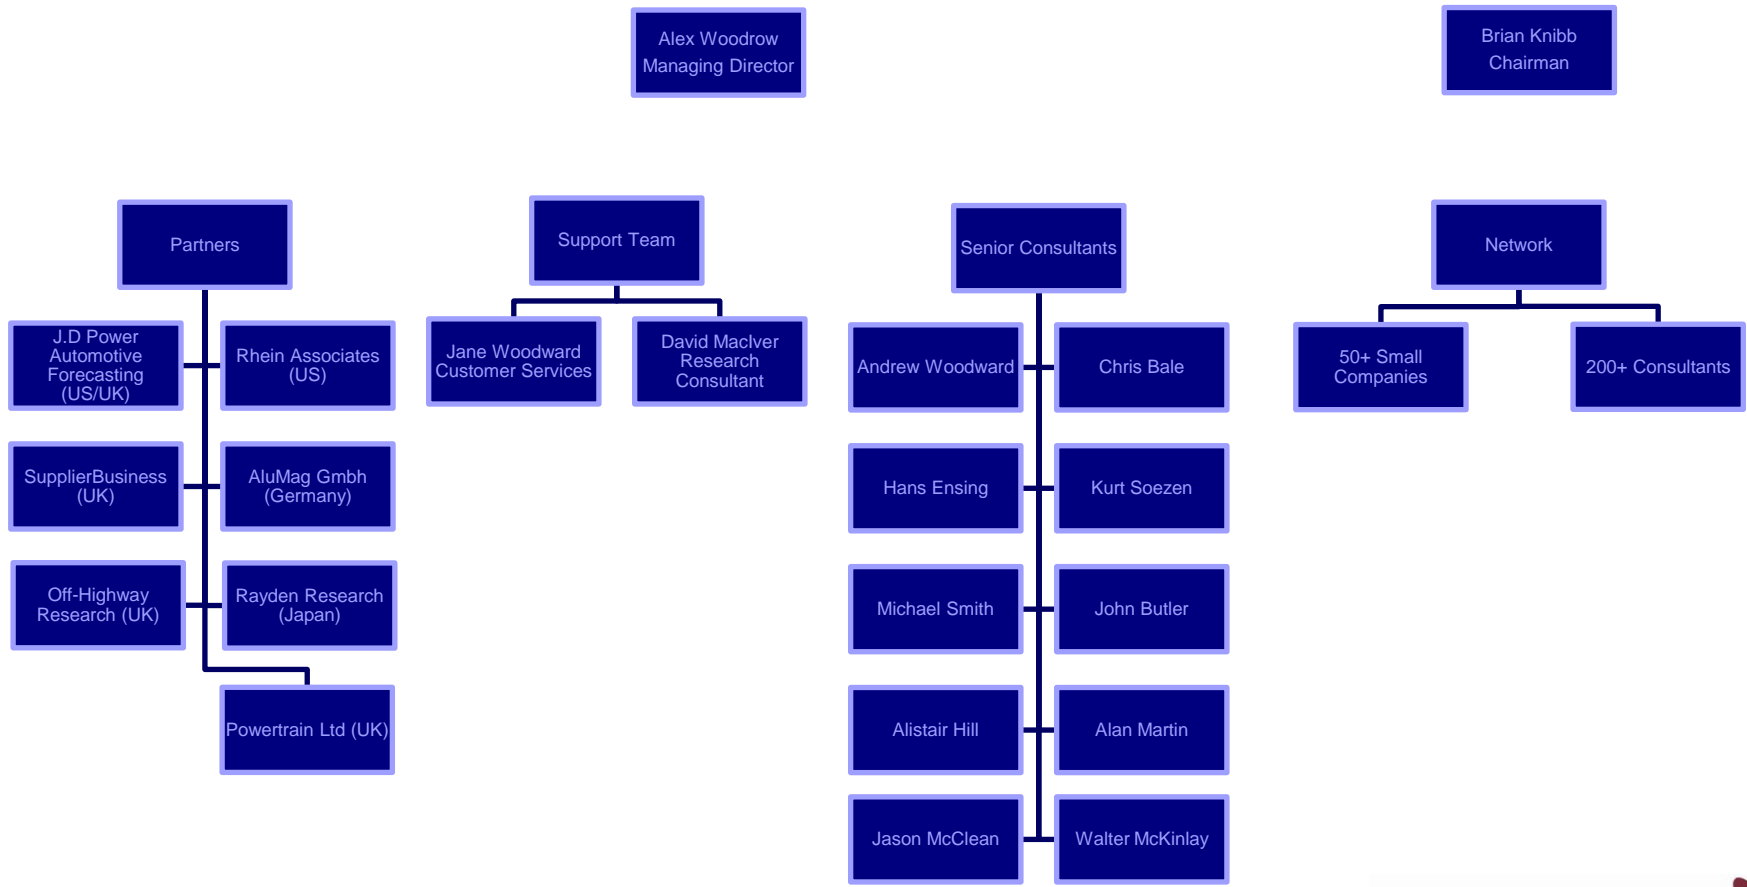 Alex Woodrow
Managing Director
Brian Knibb
Chairman
Partners
Support Team
Senior Consultants
Network
J.D Power
Automotive
Forecasting
(US/UK)
Rhein Associates
(US)
SupplierBusiness
(UK)
AluMag Gmbh
(Germany)
Off-Highway
Research (UK)
Rayden Research
(Japan)
Powertrain Ltd (UK)
Jane Woodward
Customer Services
David MacIver
Research
Consultant
Andrew Woodward
Chris Bale
Hans Ensing
Kurt Soezen
Michael Smith
John Butler
Alistair Hill
Alan Martin
Jason McClean
Walter McKinlay
50+ Small
Companies
200+ Consultants